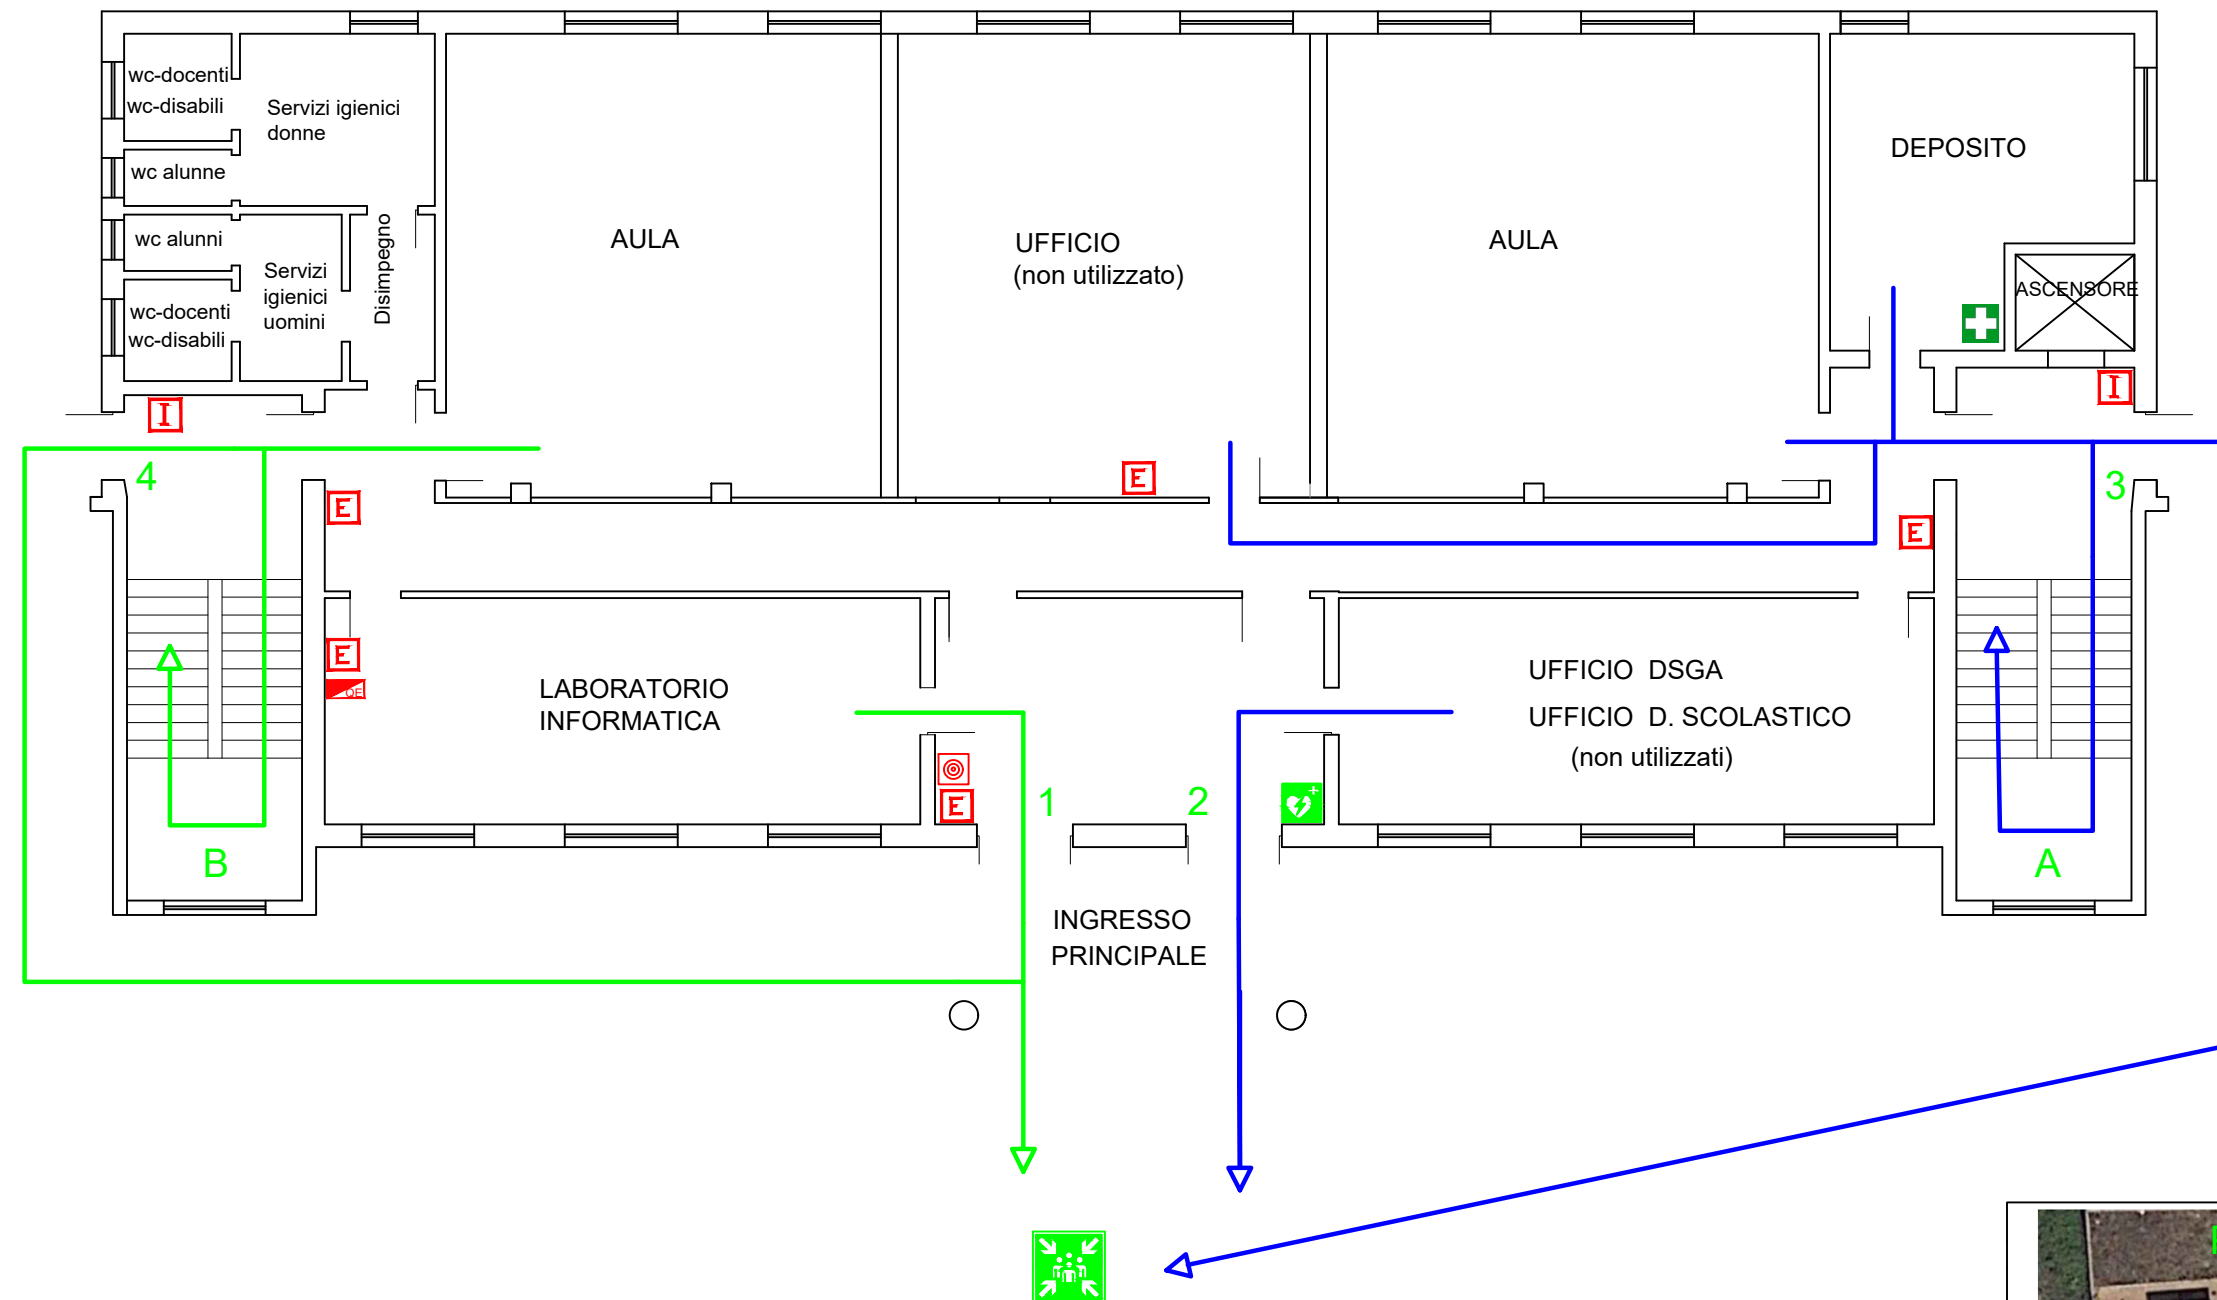 wc-docenti
wc-disabili
Servizi igienici
donne
wc alunne
wc alunni
Servizi
igienici
uomini
wc-docenti
wc-disabili
Disimpegno
AULA
UFFICIO
(non utilizzato)
AULA
DEPOSITO
ASCENSORE
I
I
4
3
E
E
E
E
QE
LABORATORIO
INFORMATICA
UFFICIO DSGA
UFFICIO D. SCOLASTICO
(non utilizzati)
E
1
2
B
A
INGRESSO
PRINCIPALE